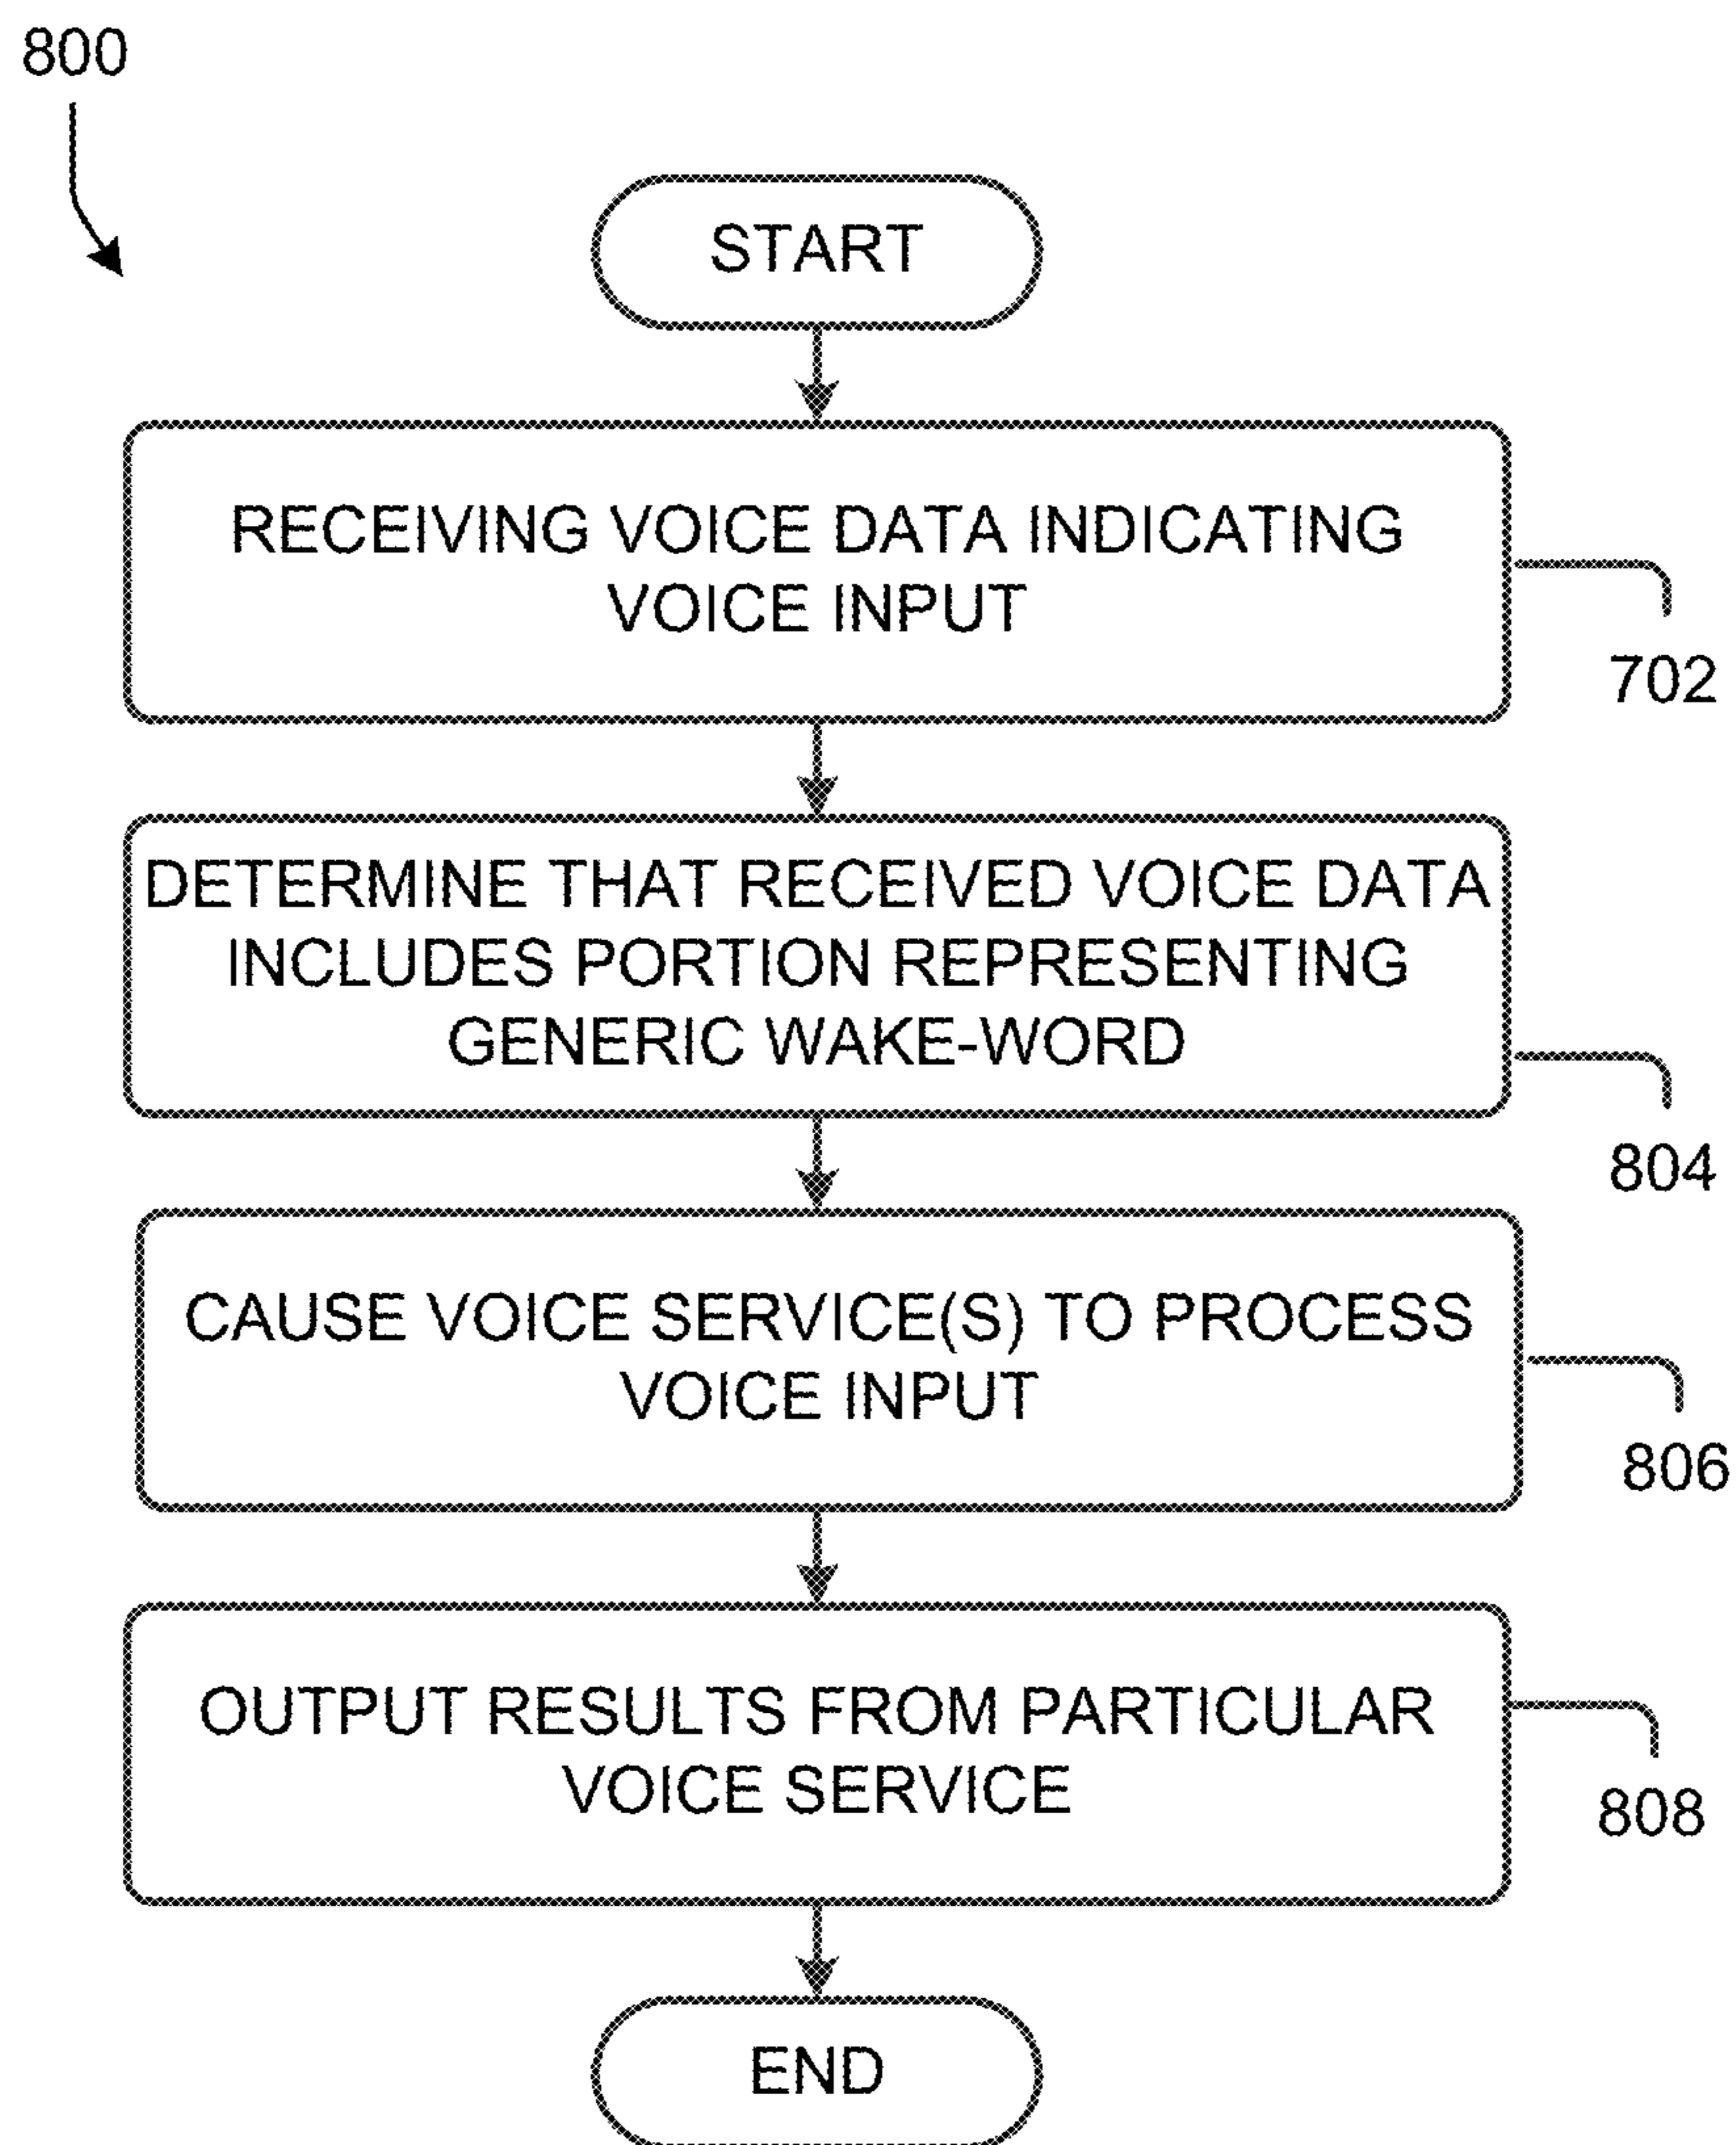 800
START
RECEIVING VOICE DATA INDICATING
VOICE INPUT
702
DETERMINE THAT RECEIVED VOICE DATA
INCLUDES PORTION REPRESENTING
GENERIC WAKE-WORD
804
CAUSE VOICE SERVICE(S) TO PROCESS
VOICE INPUT
806
OUTPUT RESULTS FROM PARTICULAR
VOICE SERVICE
808
END